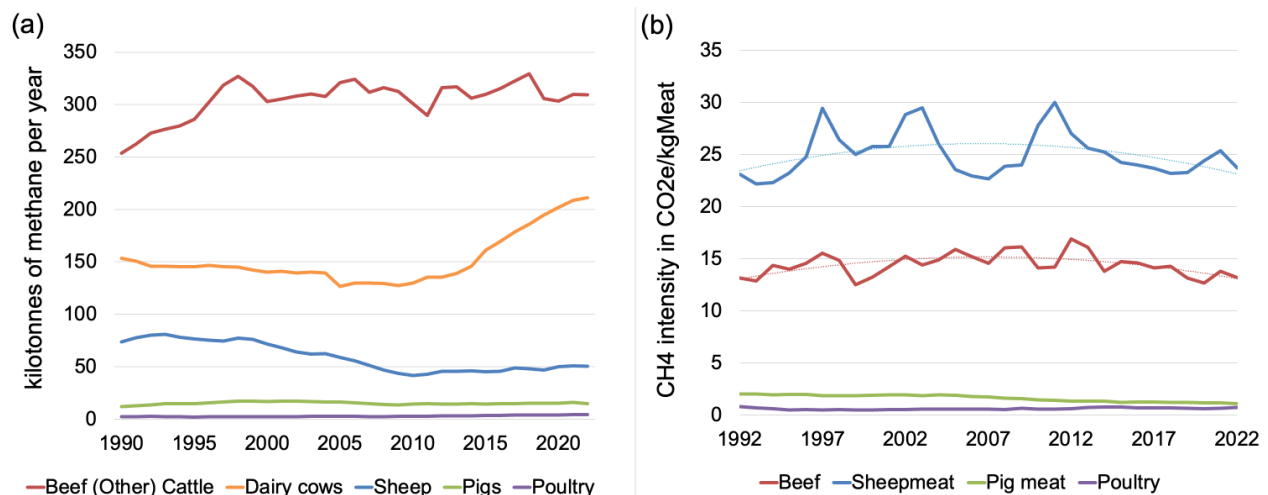 (a)
kilotonnes of methane per year
350
300
250
200
150
100
50
0
1990 1995 2000 2005 2010 2015 2020
Beef (Other) Cattle Dairy cows Sheep Pigs Poultry
(b)
CH4 intensity in CO2e/kgMeat
35
30
25
20
15
10
5
0
1992 1997 2002 2007 2012 2017 2022
Beef Sheepmeat Pig meat Poultry